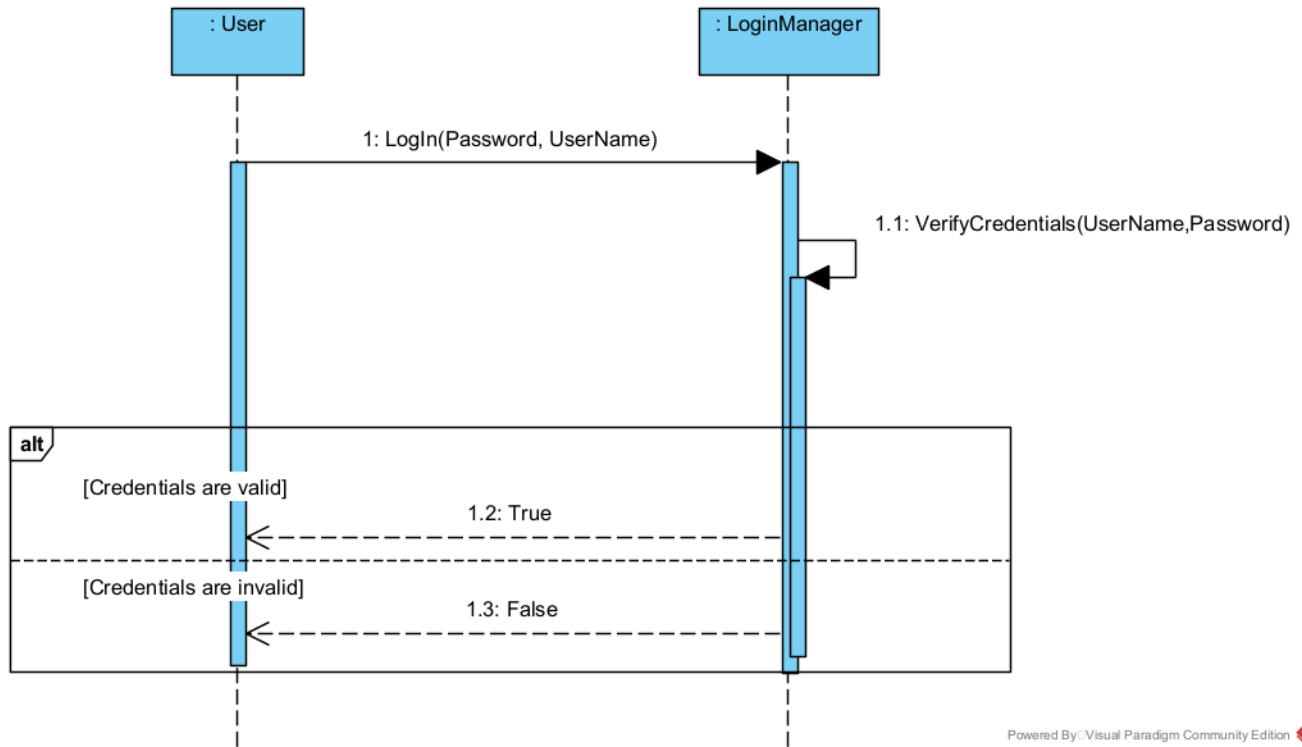 : User
: LoginManager
1: LogIn(Password, UserName)
1.1: VerifyCredentials(UserName,Password)
alt
[Credentials are valid]
1.2: True
[Credentials are invalid]
1.3: False
Powered By Visual Paradigm Community Edition